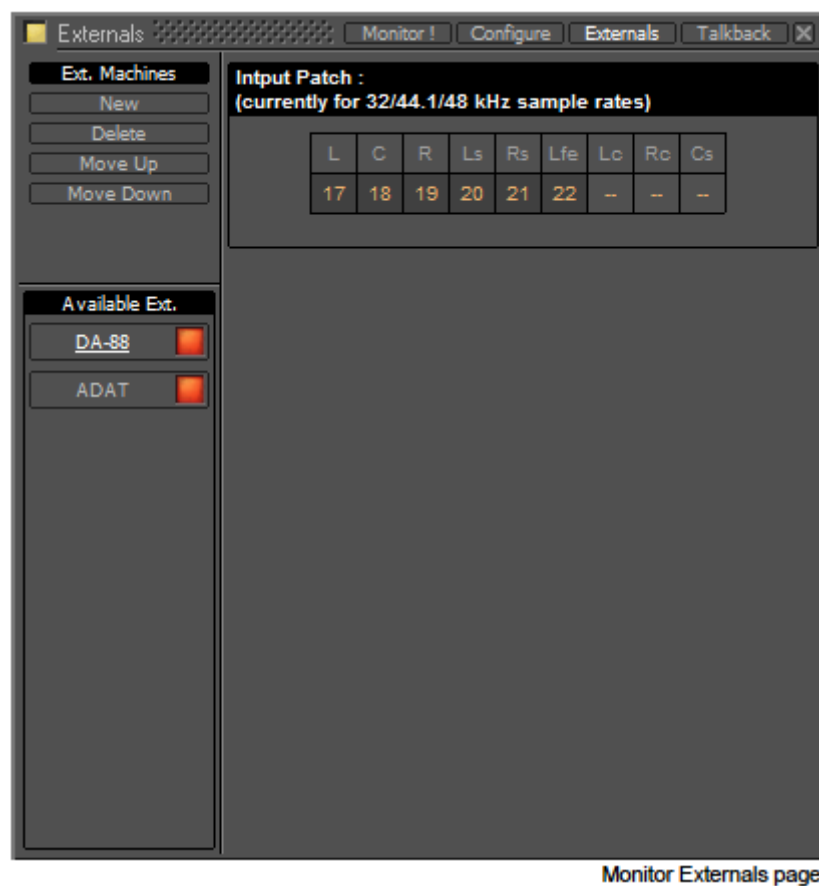 Externals Monitor ! Configure Externals Talkback X
Ext. Machines
New
Delete
Move Up
Move Down
Intput Patch :
(currently for 32/44.1/48 kHz sample rates)
L C R Ls Rs Lfe Lc Rc Cs
17 18 19 20 21 22 -- -- --
Available Ext.
DA-88
ADAT
Monitor Externals page